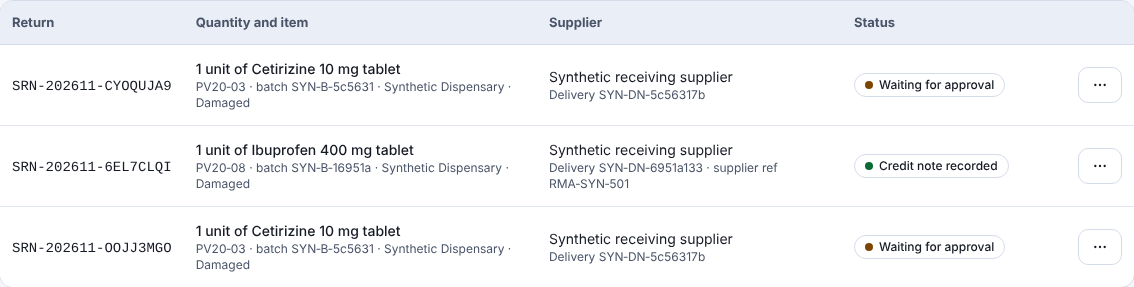 Return Quantity and item Supplier Status
SRN-202611-CYOQUJA9
1 unit of Cetirizine 10 mg tablet
PV20-03 · batch SYN-B-5c5631 · Synthetic Dispensary ·
Damaged
Synthetic receiving supplier
Delivery SYN-DN-5c56317b
Waiting for approval
SRN-202611-6EL7CLQI
1 unit of Ibuprofen 400 mg tablet
PV20-08 · batch SYN-B-16951a · Synthetic Dispensary ·
Damaged
Synthetic receiving supplier
Delivery SYN-DN-6951a133 · supplier ref
RMA-SYN-501
Credit note recorded
SRN-202611-OOJJ3MGO
1 unit of Cetirizine 10 mg tablet
PV20-03 · batch SYN-B-5c5631 · Synthetic Dispensary ·
Damaged
Synthetic receiving supplier
Delivery SYN-DN-5c56317b
Waiting for approval